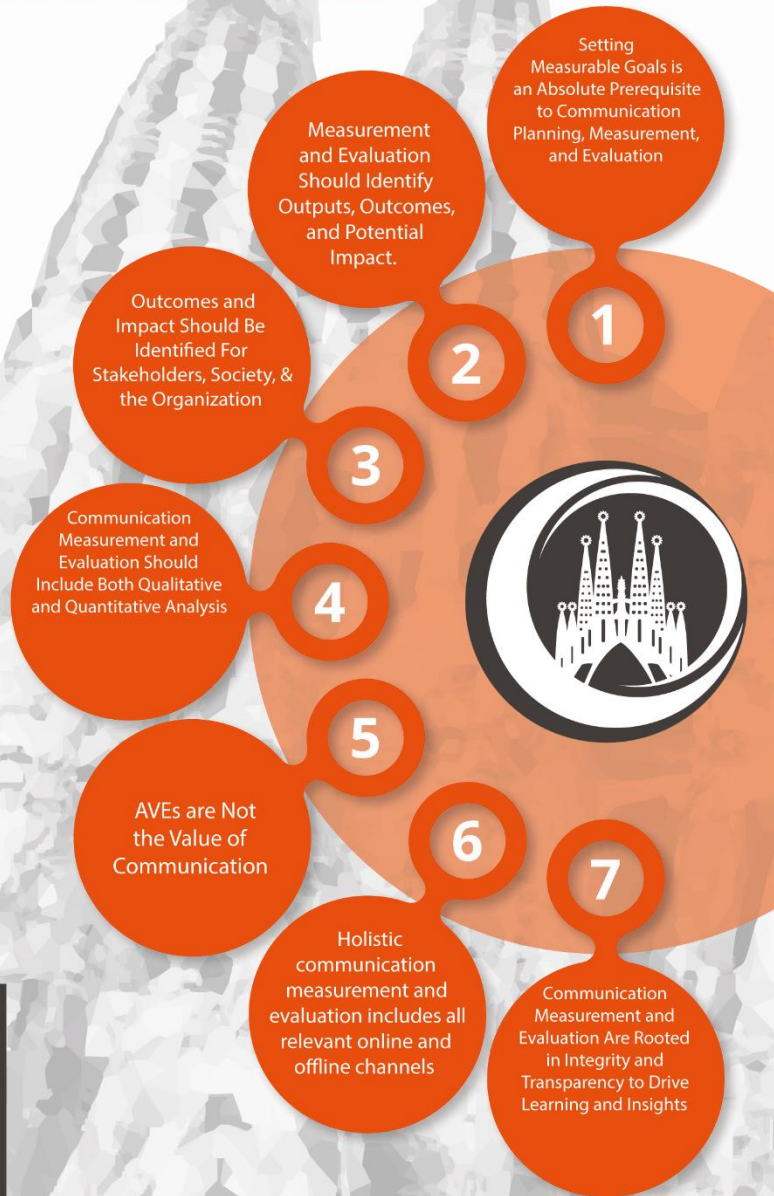 Setting
Measurable Goals is
an Absolute Prerequisite
to Communication
Planning, Measurement,
and Evaluation
1
Measurement
and Evaluation
Should Identify
Outputs, Outcomes,
and Potential
Impact.
2
Outcomes and
Impact Should Be
Identified For
Stakeholders, Society, &
the Organization
3
Communication
Measurement and
Evaluation Should
Include Both Qualitative
and Quantitative Analysis
4
5
AVEs are Not
the Value of
Communication
6
Holistic
communication
measurement and
evaluation includes all
relevant online and
offline channels
7
Communication
Measurement and
Evaluation Are Rooted
in Integrity and
Transparency to Drive
Learning and Insights